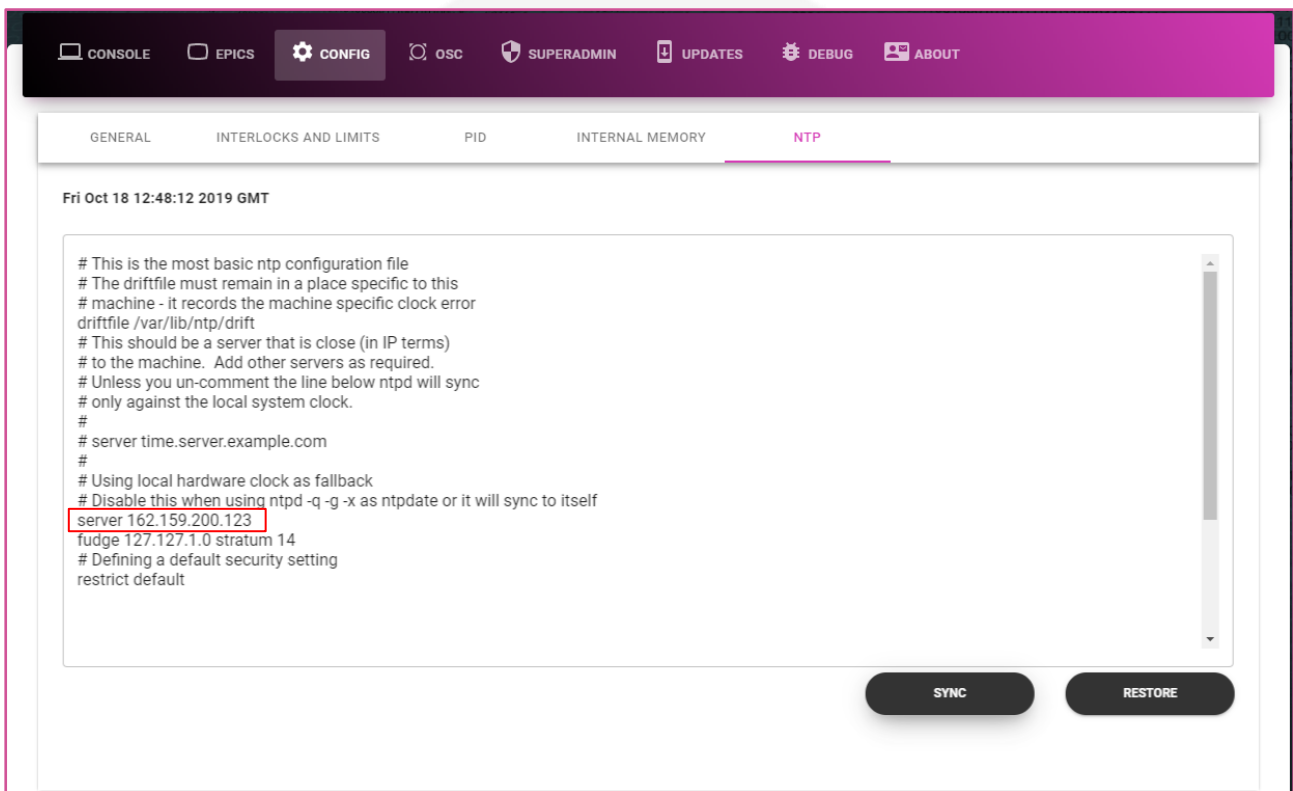 CONSOLE EPICS CONFIG OSC SUPERADMIN UPDATES DEBUG ABOUT
GENERAL INTERLOCKS AND LIMITS PID INTERNAL MEMORY NTP
Fri Oct 18 12:48:12 2019 GMT
# This is the most basic ntp configuration file
# The driftfile must remain in a place specific to this
# machine - it records the machine specific clock error
driftfile /var/lib/ntp/drift
# This should be a server that is close (in IP terms)
# to the machine.  Add other servers as required.
# Unless you un-comment the line below ntpd will sync
# only against the local system clock.
#
# server time.server.example.com
#
# Using local hardware clock as fallback
# Disable this when using ntpd -q -g -x as ntpdate or it will sync to itself
server 162.159.200.123
fudge 127.127.1.0 stratum 14
# Defining a default security setting
restrict default
SYNC RESTORE